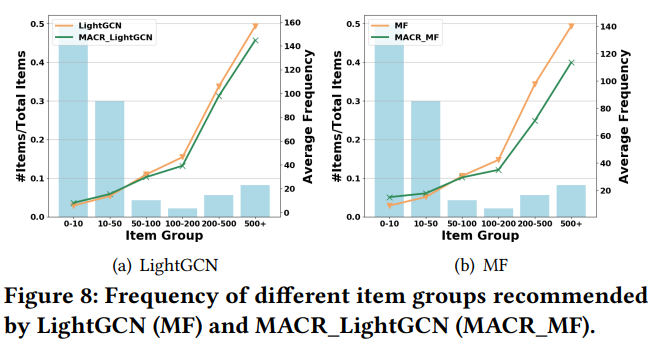 LightGCN
MACR_LightGCN
#Items/Total Items
0.5
0.4
0.3
0.2
0.1
0.0
160
140
120
100
80
60
40
20
0
Average Frequency
0-10 10-50 50-100 100-200 200-500 500+
Item Group
(a) LightGCN
MF
MACR_MF
#Items/Total Items
0.5
0.4
0.3
0.2
0.1
0.0
140
120
100
80
60
40
20
Average Frequency
0-10 10-50 50-100 100-200 200-500 500+
Item Group
(b) MF
Figure 8: Frequency of different item groups recommended
by LightGCN (MF) and MACR_LightGCN (MACR_MF).